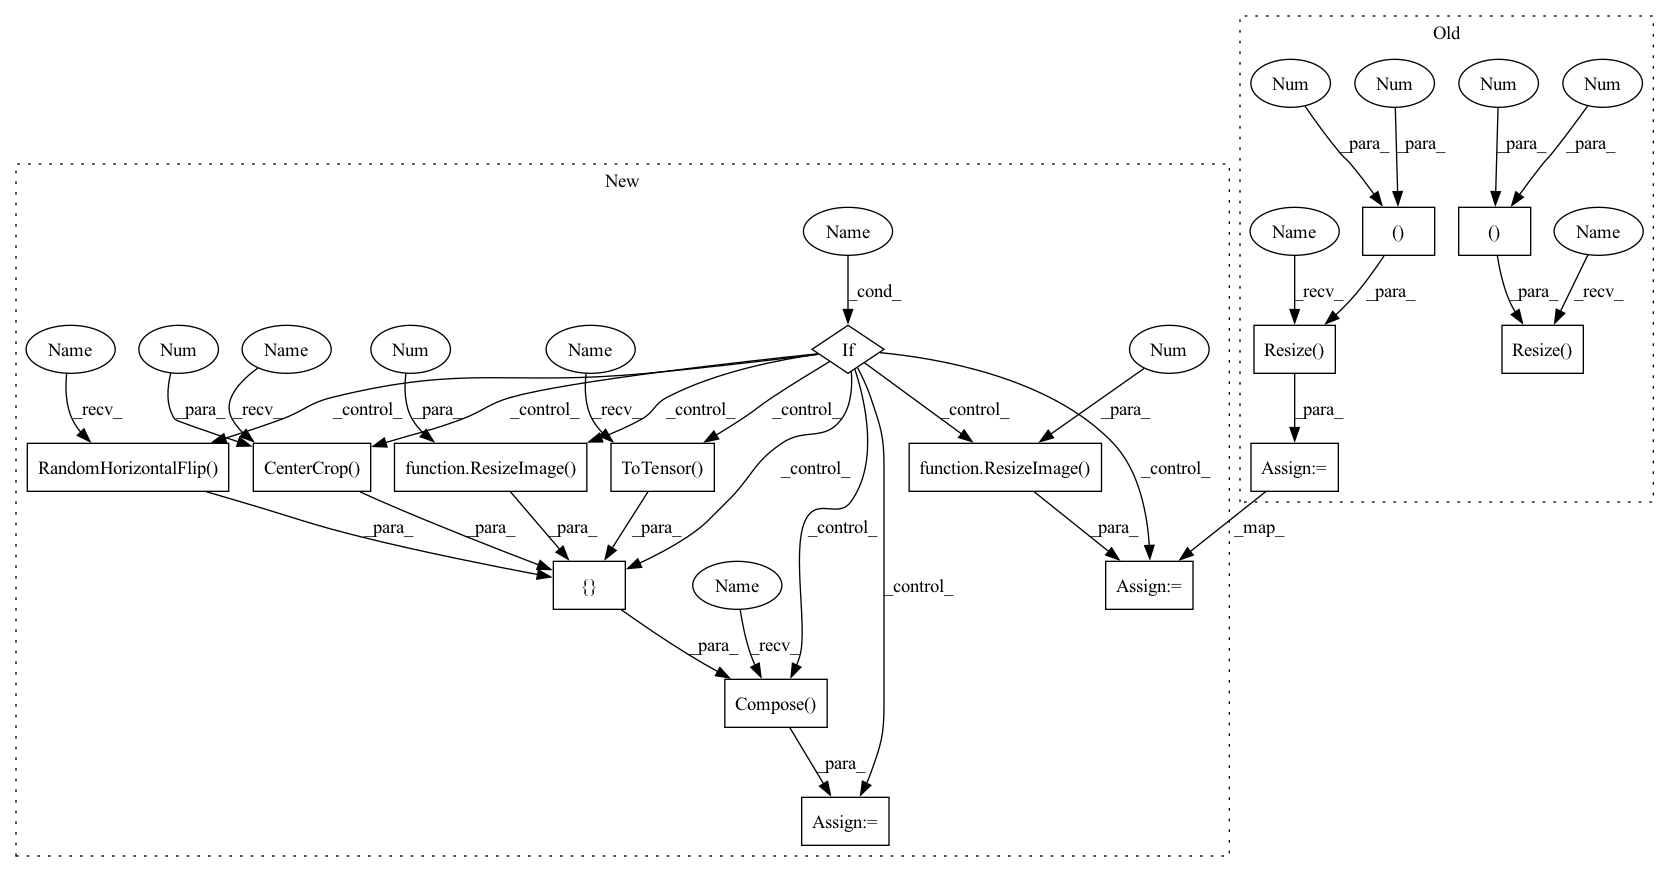 Old
Num
Num
Num
Num
_para_
_para_
_para_
_para_
New
Name
Name
()
()
Name
_cond_
_recv_
_para_
_para_
_recv_
Name
Num
Name
Num
Name
If
Num
Resize()
Resize()
_recv_
_para_
_recv_
_control_
_para_
_control_
_control_
_recv_
_control_
_control_
_para_
_para_
RandomHorizontalFlip()
CenterCrop()
function.ResizeImage()
ToTensor()
function.ResizeImage()
_control_
_control_
Assign:=
_para_
_para_
_para_
_para_
_control_
_para_
_map_
{}
Name
_control_
Assign:=
_para_
_recv_
Compose()
_para_
Assign:=